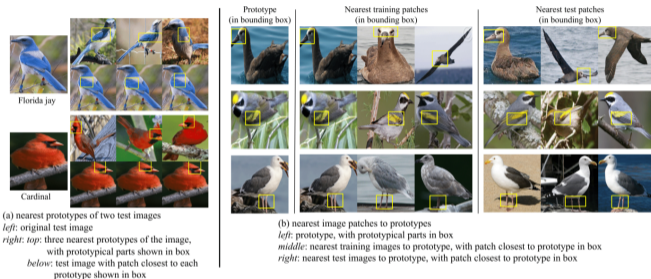 Prototype
(in bounding box)
Nearest training patches
(in bounding box)
Nearest test patches
(in bounding box)
Florida jay
Cardinal
(a) nearest prototypes of two test images
left: original test image
right: top: three nearest prototypes of the image,
with prototypical parts shown in box
below: test image with patch closest to each
prototype shown in box
(b) nearest image patches to prototypes
left: prototype, with prototypical parts in box
middle: nearest training images to prototype, with patch closest to prototype in box
right: nearest test images to prototype, with patch closest to prototype in box